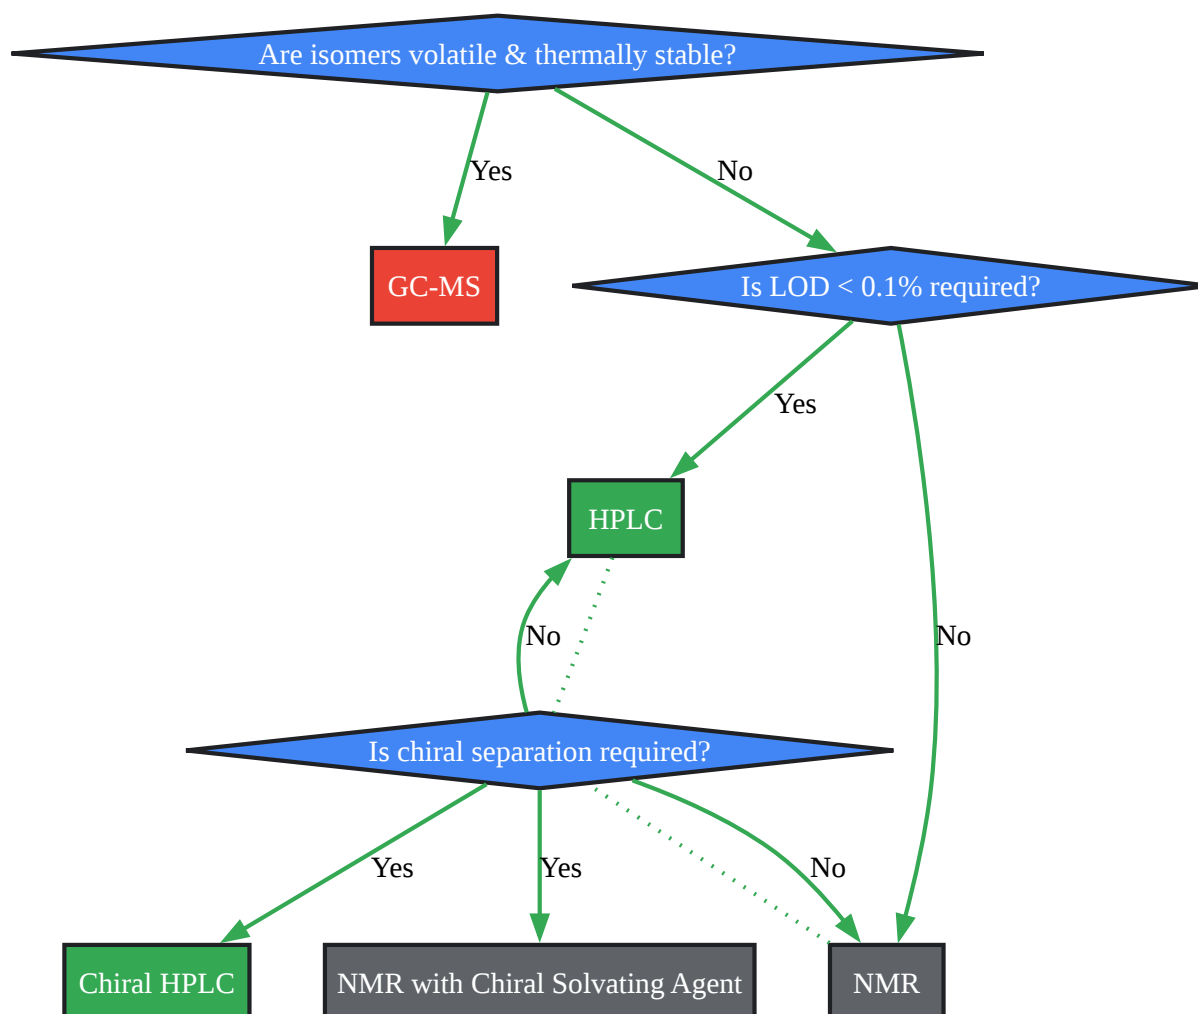 Are isomers volatile & thermally stable?
Yes
No
GC-MS
Is LOD < 0.1% required?
Yes
HPLC
No
No
Is chiral separation required?
Yes
Yes
No
Chiral HPLC
NMR with Chiral Solvating Agent
NMR